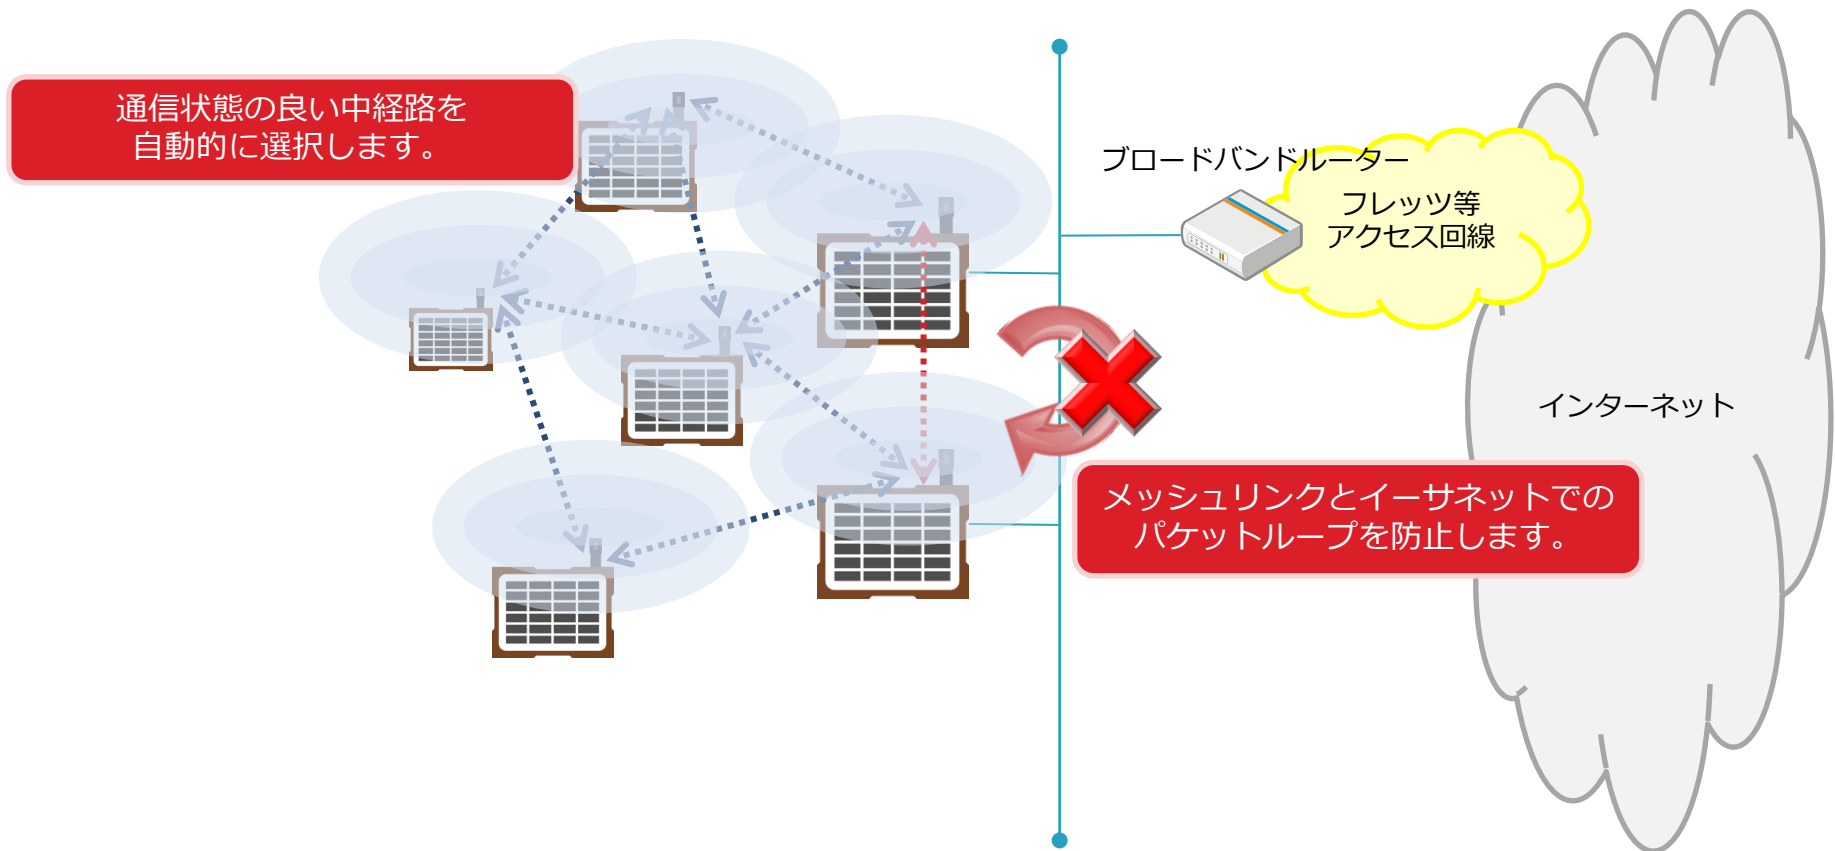 通信状態の良い中経路を
自動的に選択します。
ブロードバンドルーター
フレッツ等
アクセス回線
インターネット
メッシュリンクとイーサネットでの
パケットループを防止します。